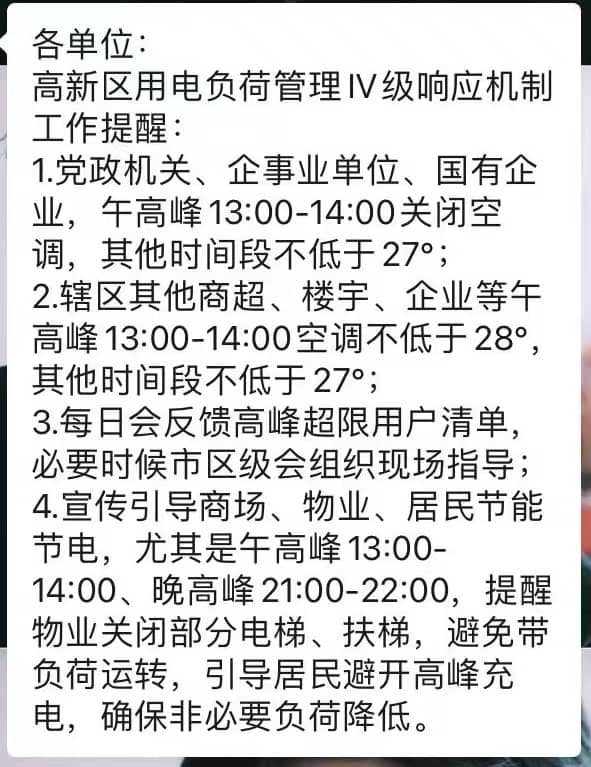 各单位：
高新区用电负荷管理Ⅳ级响应机制
工作提醒：
1.党政机关、企事业单位、国有企
业，午高峰13:00-14:00关闭空
调，其他时间段不低于27°；
2.辖区其他商超、楼宇、企业等午
高峰13:00-14:00空调不低于28°，
其他时间段不低于27°；
3.每日会反馈高峰超限用户清单，
必要时候市区级会组织现场指导；
4.宣传引导商场、物业、居民节能
节电，尤其是午高峰13:00-
14:00、晚高峰21:00-22:00，提醒
物业关闭部分电梯、扶梯，避免带
负荷运转，引导居民避开高峰充
电，确保非必要负荷降低。